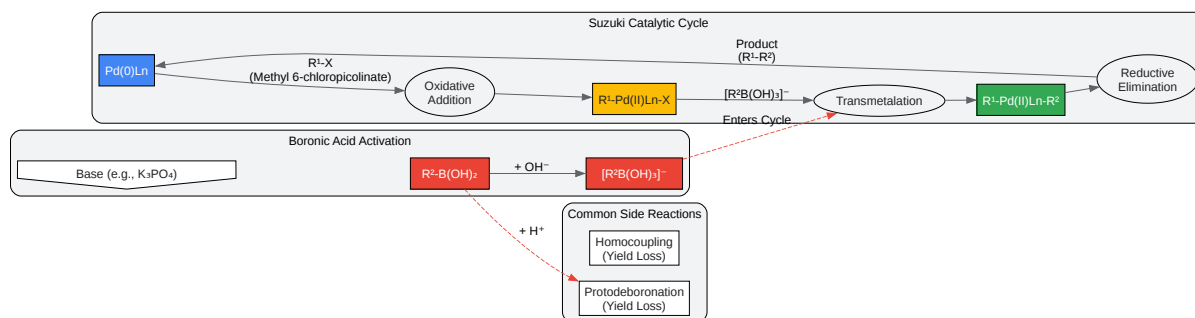 Suzuki Catalytic Cycle
Pd(0)Ln
R¹-X
(Methyl 6-chloropicolinate)
Oxidative
Addition
R¹-Pd(II)Ln-X
[R²B(OH)₃]⁻
Transmetalation
R¹-Pd(II)Ln-R²
Reductive
Elimination
Product
(R¹-R²)
Enters Cycle
Boronic Acid Activation
Base (e.g., K₃PO₄)
R²-B(OH)₂
+ OH⁻
[R²B(OH)₃]⁻
+ H⁺
Common Side Reactions
Homocoupling
(Yield Loss)
Protodeboronation
(Yield Loss)